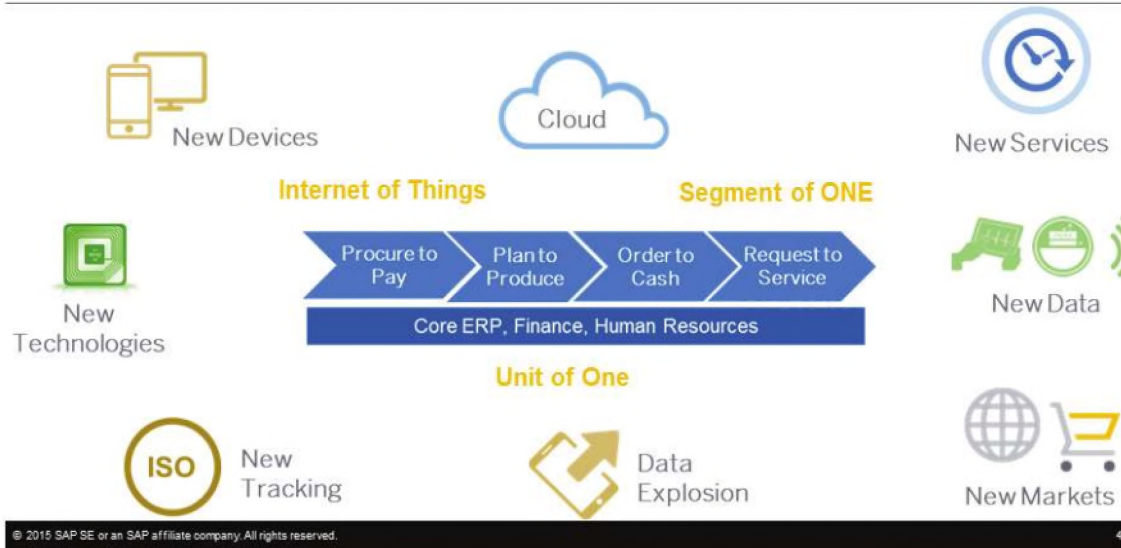 New Devices
Cloud
New Services
Internet of Things
Segment of ONE
Procure to
Pay
Plan to
Produce
Order to
Cash
Request to
Service
Core ERP, Finance, Human Resources
New
Technologies
New Data
Unit of One
ISO
New
Tracking
Data
Explosion
New Markets
© 2015 SAP SE or an SAP affiliate company. All rights reserved.
4